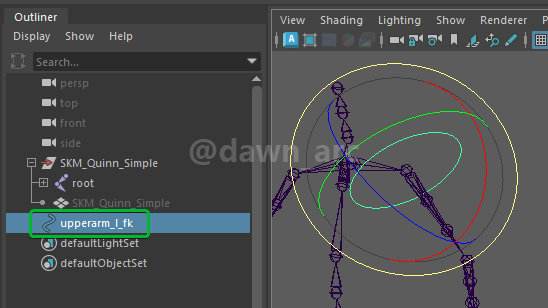 Outliner
Display Show Help
Search...
persp
top
front
side
SKM_Quinn_Simple
root
SKM_Quinn_Simple
upperarm_l_fk
defaultLightSet
defaultObjectSet
View Shading Lighting Show Renderer
@dawn_arc